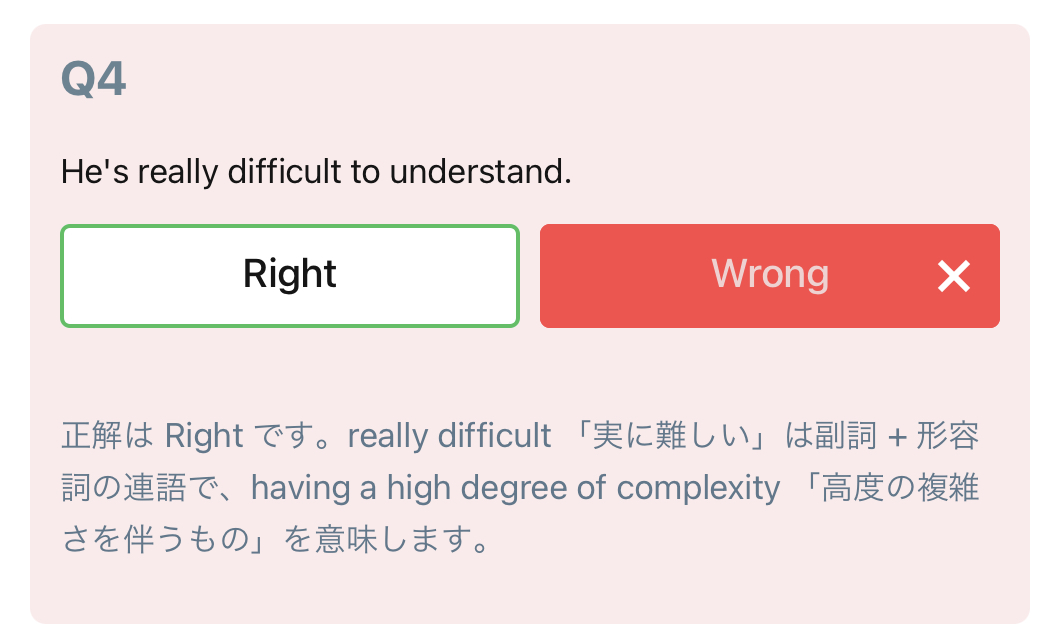 Q4
He's really difficult to understand.
Right
Wrong
正解は Right です。really difficult 「実に難しい」は副詞 + 形容
詞の連語で、having a high degree of complexity 「高度の複雑
さを伴うもの」を意味します。